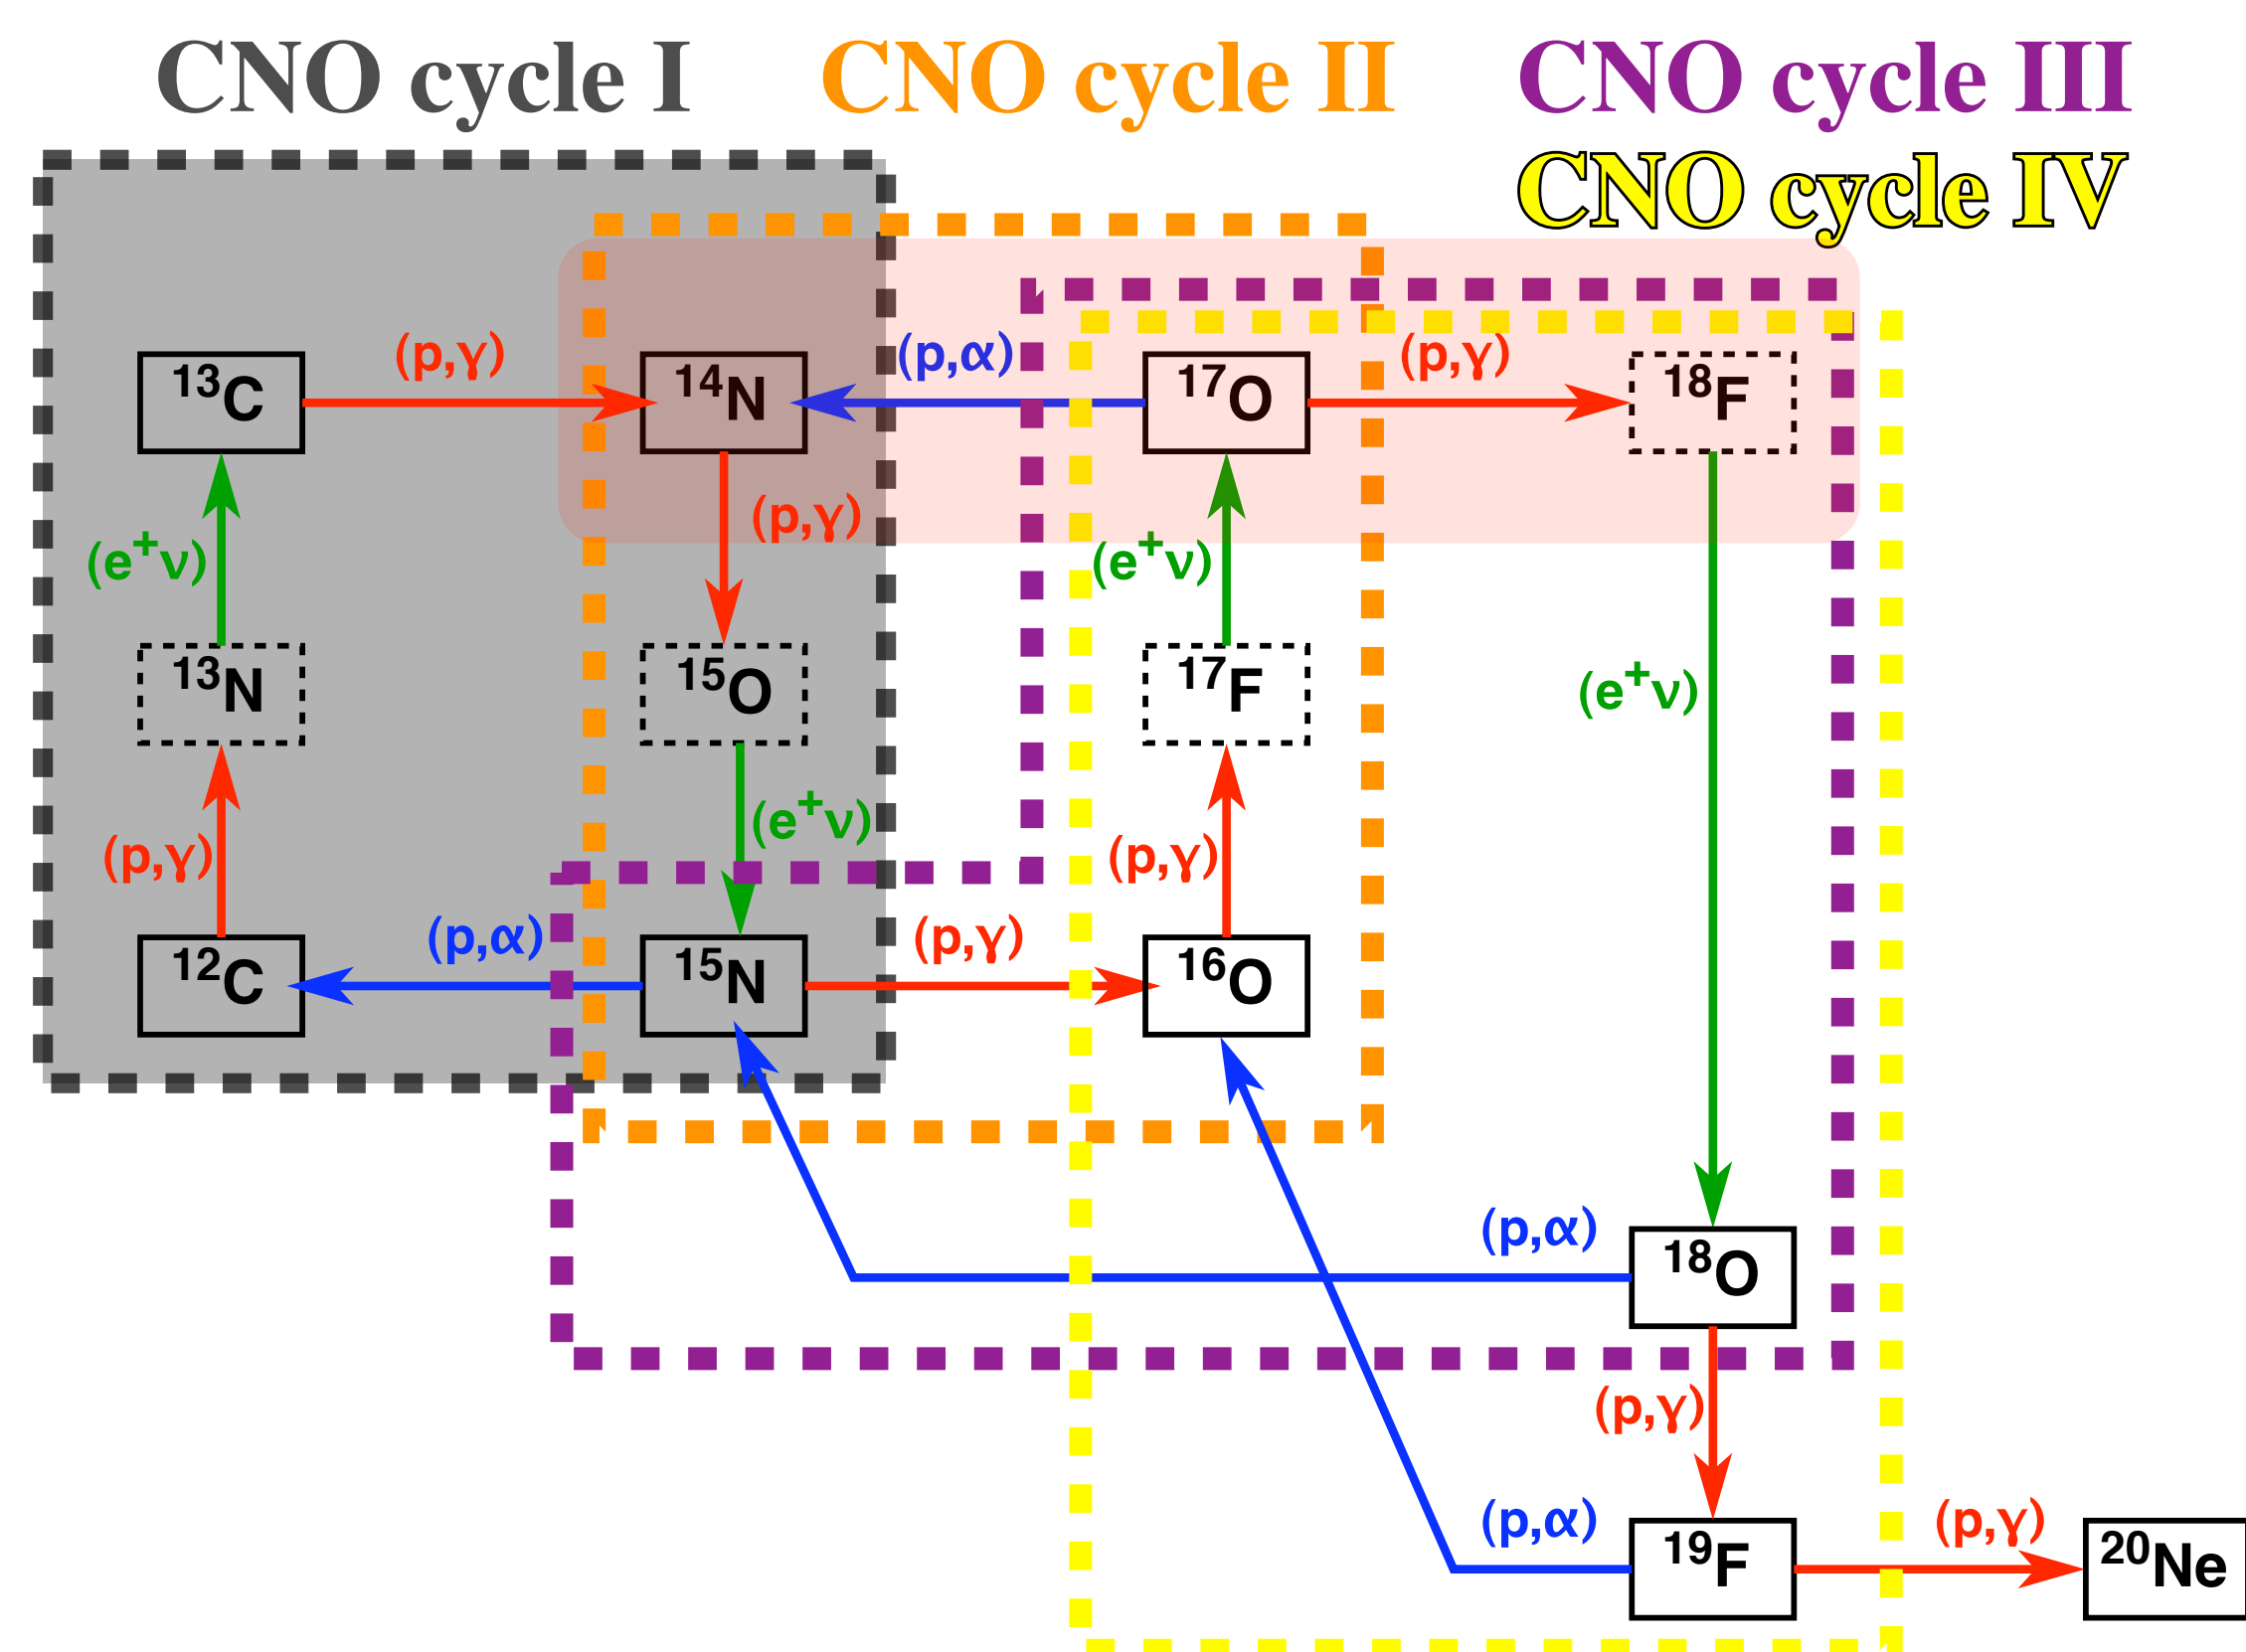 CNO cycle I CNO cycle II CNO cycle III
CNO cycle IV
(p,γ) (p,α) (p,γ)
¹³C ¹⁴N ¹⁷O ¹⁸F
(p,γ)
(e⁺ν) (e⁺ν)
¹³N ¹⁵O ¹⁷F (e⁺ν)
(e⁺ν)
(p,γ) (p,γ)
(p,α) (p,γ)
¹²C ¹⁵N ¹⁶O
(p,α)
¹⁸O
(p,γ)
(p,α) (p,γ)
¹⁹F ²⁰Ne